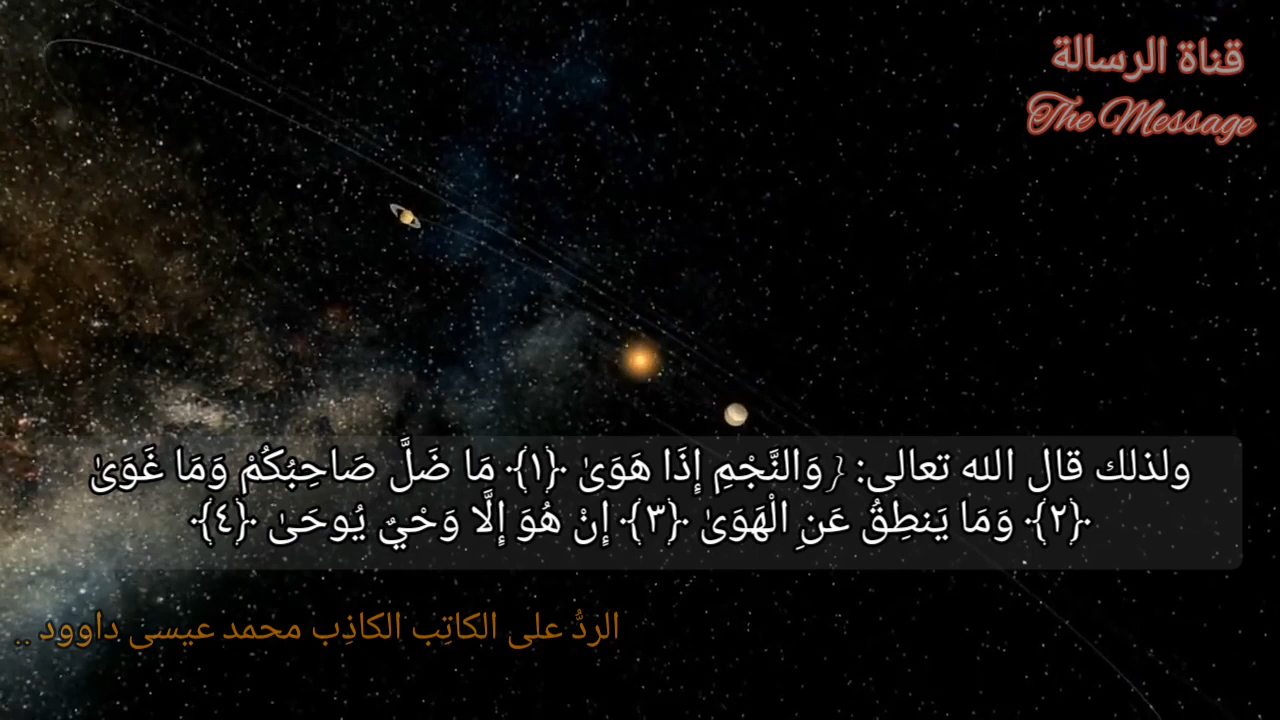 قناة الرسالة
The Message
ولذلك قال الله تعالى: { وَالنَّجْمِ إِذَا هَوَىٰ ﴿١﴾ مَا ضَلَّ صَاحِبُكُمْ وَمَا غَوَىٰ
﴿٢﴾ وَمَا يَنطِقُ عَنِ الْهَوَىٰ ﴿٣﴾ إِنْ هُوَ إِلَّا وَحْيٌ يُوحَىٰ ﴿٤﴾
الردُّ على الكاتِب الكاذِب محمد عيسى داوود ..